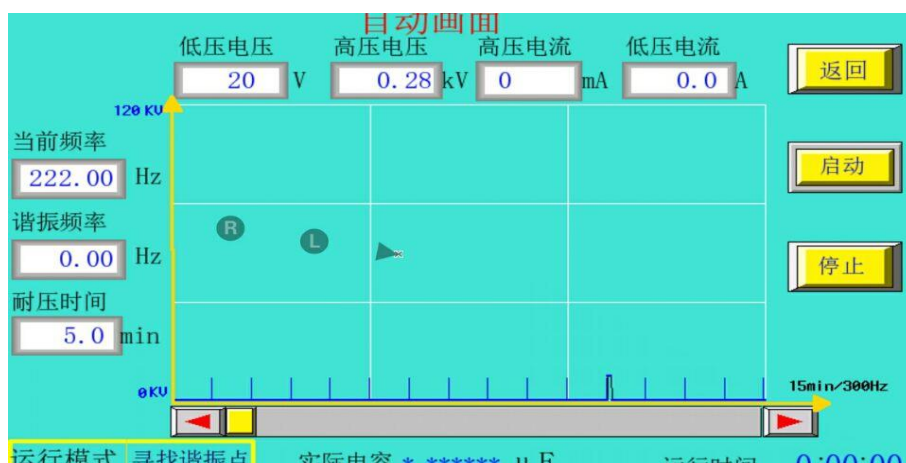 自动画面
低压电压 高压电压 高压电流 低压电流
20 V 0.28 kV 0 mA 0.0 A
返回
120 KV
当前频率
222.00 Hz
启动
谐振频率
R L
0.00 Hz
停止
耐压时间
5.0 min
0KV
15min/300Hz
运行模式 寻找谐振点 实际电容 *.****** μF 运行时间 0:00:00